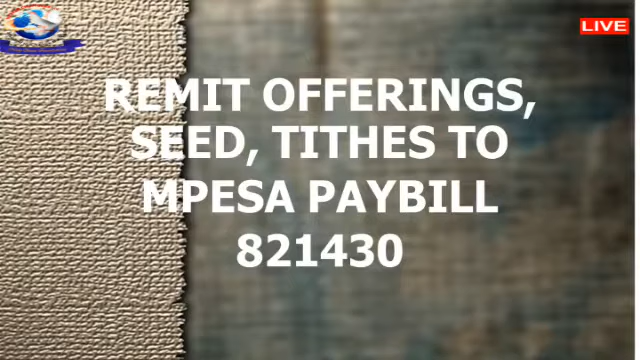 LIVE
REMIT OFFERINGS,
SEED, TITHES TO
MPESA PAYBILL
821430